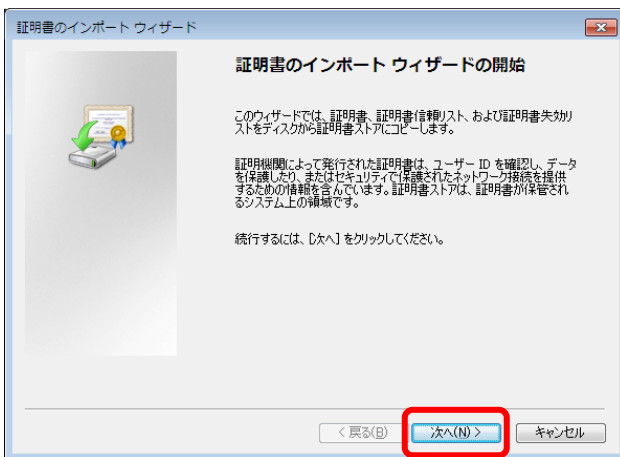 証明書のインポート ウィザード
証明書のインポート ウィザードの開始
このウィザードでは、証明書、証明書信頼リスト、および証明書失効リ
ストをディスクから証明書ストアにコピーします。
証明機関によって発行された証明書は、ユーザー ID を確認し、データ
を保護したり、またはセキュリティで保護されたネットワーク接続を提供
するための情報を含んでいます。証明書ストアは、証明書が保管され
るシステム上の領域です。
続行するには、[次へ] をクリックしてください。
< 戻る(B)
次へ(N) >
キャンセル